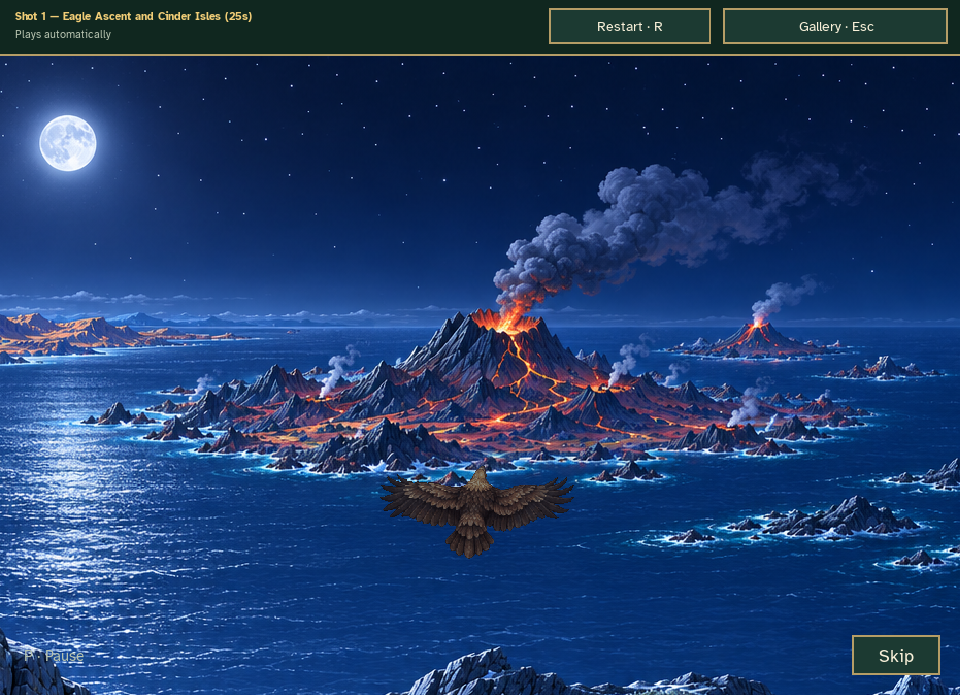 Shot 1 — Eagle Ascent and Cinder Isles (25s)
Plays automatically
Restart · R
Gallery · Esc
P · Pause
Skip